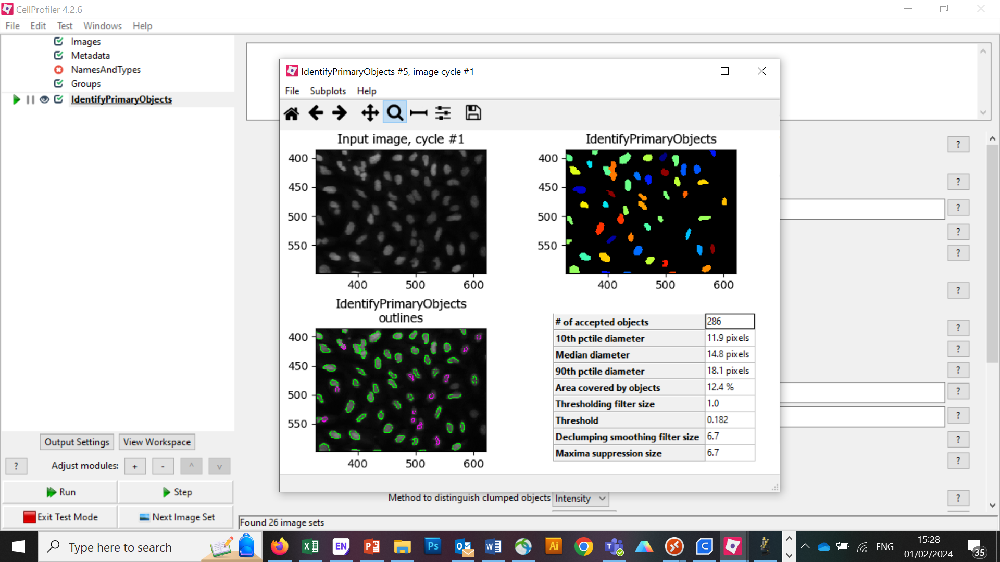 CellProfiler 4.2.6
File Edit Test Windows Help
Images
Metadata
NamesAndTypes
Groups
IdentifyPrimaryObjects
IdentifyPrimaryObjects #5, image cycle #1
File Subplots Help
Input image, cycle #1
400
450
500
550
400 500 600
IdentifyPrimaryObjects
400
450
500
550
400 500 600
IdentifyPrimaryObjects
outlines
400
450
500
550
400 500 600
# of accepted objects 286
10th pctile diameter 11.9 pixels
Median diameter 14.8 pixels
90th pctile diameter 18.1 pixels
Area covered by objects 12.4 %
Thresholding filter size 1.0
Threshold 0.182
Declumping smoothing filter size 6.7
Maxima suppression size 6.7
?
?
?
?
?
?
?
?
?
?
?
?
?
?
Method to distinguish clumped objects Intensity
Output Settings View Workspace
? Adjust modules: + - ^ v
Run Step
Exit Test Mode Next Image Set
Found 26 image sets
Type here to search
EN
Ps
Ai
ENG
15:28
01/02/2024
35